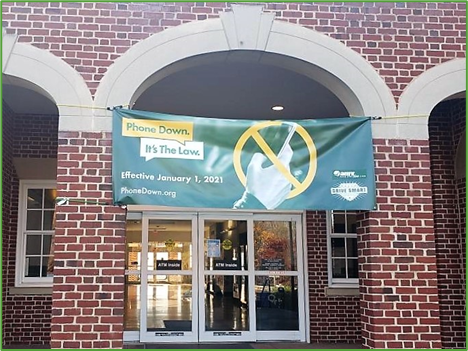 Phone Down.
It's The Law.
Effective January 1, 2021
PhoneDown.org
DRIVE SMART
ATM Inside
ATM Inside